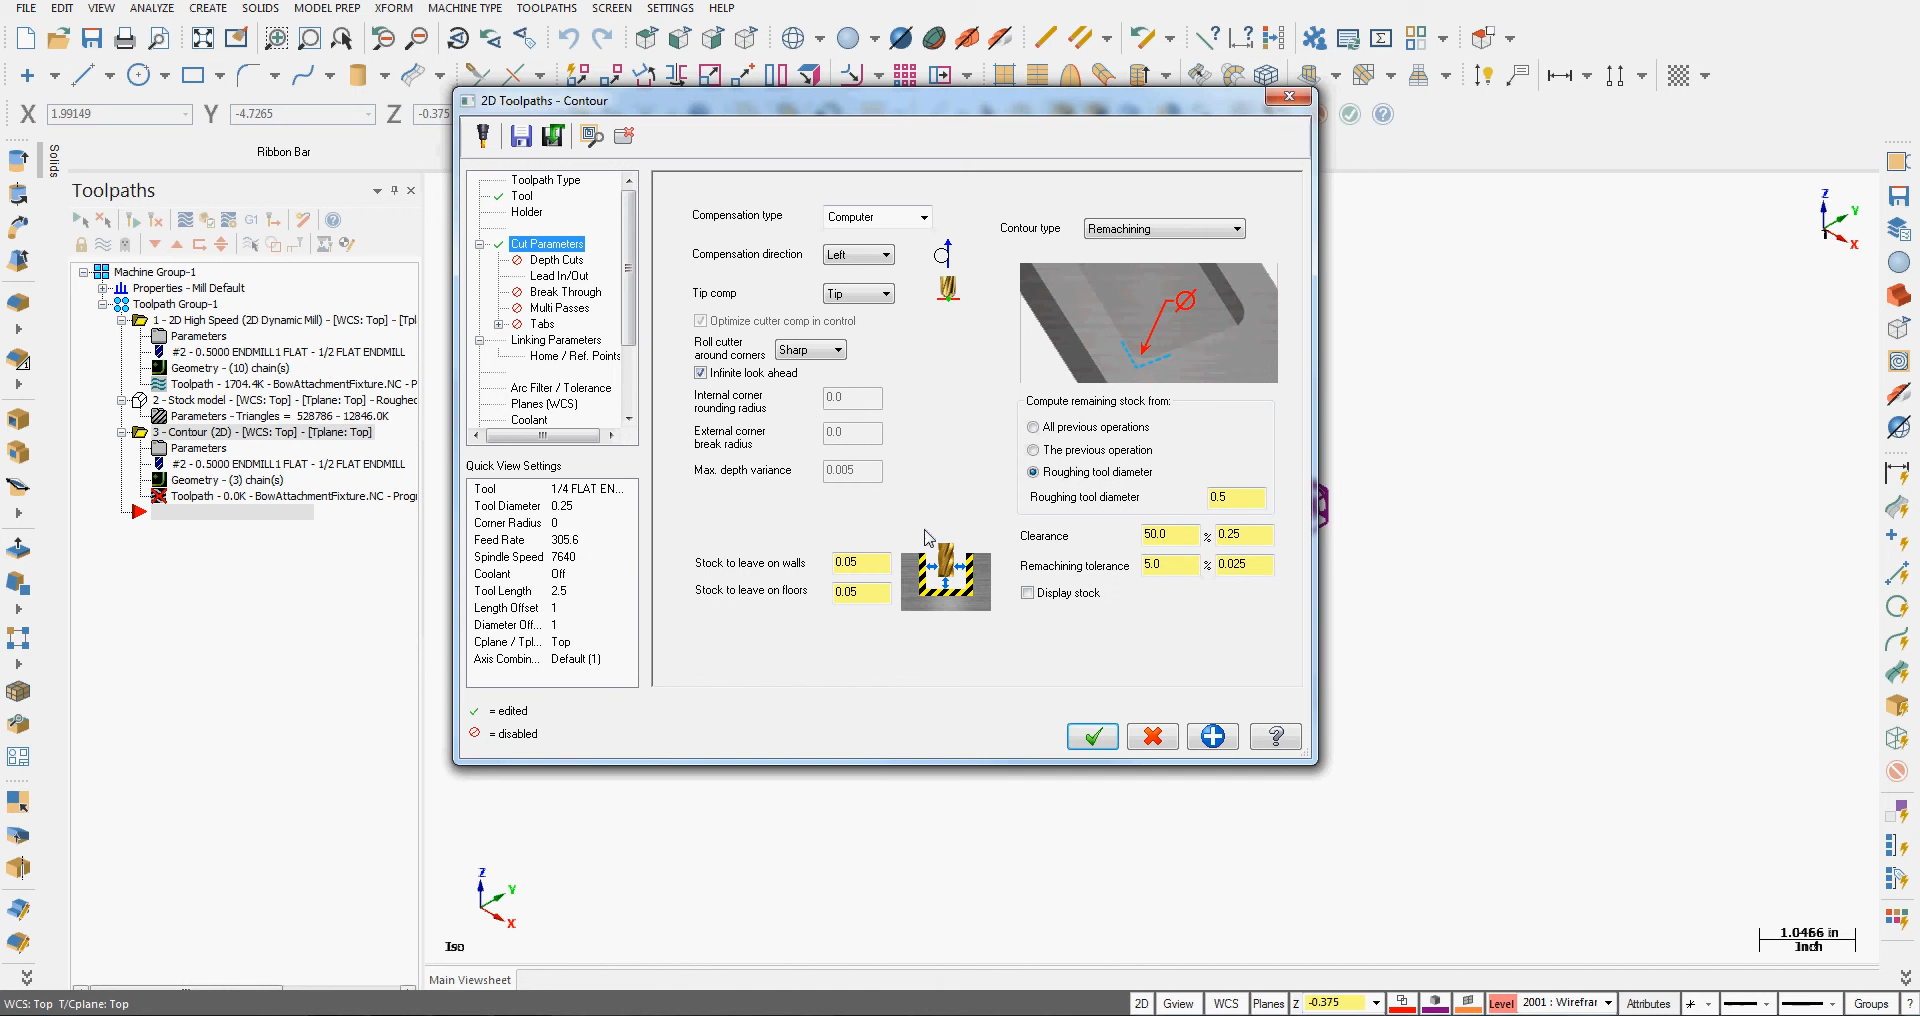 FILE EDIT VIEW ANALYZE CREATE SOLIDS MODEL PREP XFORM MACHINE TYPE TOOLPATHS SCREEN SETTINGS HELP
X 1.99149 Y -4.7265 Z -0.375
2D Toolpaths - Contour
Solids
Ribbon Bar
Toolpaths
G1
Machine Group-1
Properties - Mill Default
Toolpath Group-1
1 - 2D High Speed (2D Dynamic Mill) - [WCS: Top] - [Tpl
Parameters
#2 - 0.5000 ENDMILL1 FLAT - 1/2 FLAT ENDMILL
Geometry - (10) chain(s)
Toolpath - 1704.4K - BowAttachmentFixture.NC - P
2 - Stock model - [WCS: Top] - [Tplane: Top] - Roughed
Parameters - Triangles = 528786 - 12846.0K
3 - Contour (2D) - [WCS: Top] - [Tplane: Top]
Parameters
#2 - 0.5000 ENDMILL1 FLAT - 1/2 FLAT ENDMILL
Geometry - (3) chain(s)
Toolpath - 0.0K - BowAttachmentFixture.NC - Progr
Toolpath Type
Tool
Holder
Cut Parameters
Depth Cuts
Lead In/Out
Break Through
Multi Passes
Tabs
Linking Parameters
Home / Ref. Points
Arc Filter / Tolerance
Planes (WCS)
Coolant
Quick View Settings
Tool 1/4 FLAT EN...
Tool Diameter 0.25
Corner Radius 0
Feed Rate 305.6
Spindle Speed 7640
Coolant Off
Tool Length 2.5
Length Offset 1
Diameter Off... 1
Cplane / Tpl... Top
Axis Combin... Default (1)
= edited
= disabled
Compensation type Computer
Compensation direction Left
Tip comp Tip
Optimize cutter comp in control
Roll cutter
around corners Sharp
Infinite look ahead
Internal corner
rounding radius 0.0
External corner
break radius 0.0
Max. depth variance 0.005
Stock to leave on walls 0.05
Stock to leave on floors 0.05
Contour type Remachining
Compute remaining stock from:
All previous operations
The previous operation
Roughing tool diameter
Roughing tool diameter 0.5
Clearance 50.0 % 0.25
Remachining tolerance 5.0 % 0.025
Display stock
Z
Y
X
Z
Y
X
Iso
1.0466 in
Inch
Main Viewsheet
WCS: Top T/Cplane: Top
2D Gview WCS Planes Z -0.375 Level 2001 : Wirefrar Attributes Groups ?